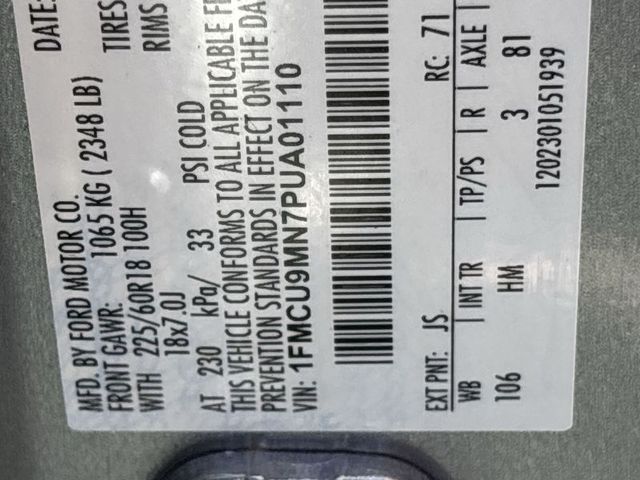 MFD. BY FORD MOTOR CO. DATE:
FRONT GAWR: 1065 KG ( 2348 LB)
WITH 225/60R18 100H TIRES
18x7.0J RIMS
AT 230 kPa/ 33 PSI COLD
THIS VEHICLE CONFORMS TO ALL APPLICABLE
PREVENTION STANDARDS IN EFFECT ON THE DA
VIN: 1FMCU9MN7PUA01110
EXT PNT: JS RC: 71
WB INT TR TP/PS R AXLE
106 HM 3 81
1202301051939